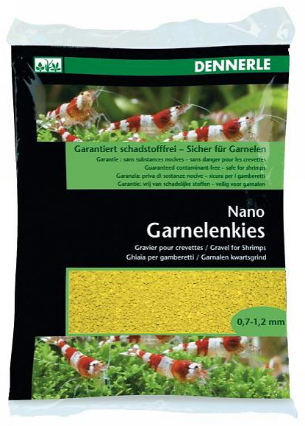 DENNERLE
Garantiert schadstofffrei – Sicher für Garnelen
Garantie : sans substances nocives – sans danger pour les crevettes
Guaranteed contaminant-free – safe for shrimps
Garanzia: priva di sostanze nocive – sicura per i gamberetti
Garantie: vrij van schadelijke stoffen – veilig voor garnalen
Nano
Garnelenkies
Gravier pour crevettes / Gravel for Shrimps
Ghiaia per gamberetti / Garnalen kwartsgrind
0,7-1,2 mm